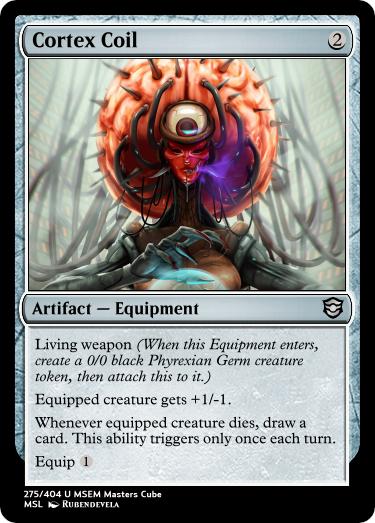 Cortex Coil 2
Artifact — Equipment
Living weapon (When this Equipment enters,
create a 0/0 black Phyrexian Germ creature
token, then attach this to it.)
Equipped creature gets +1/-1.
Whenever equipped creature dies, draw a
card. This ability triggers only once each turn.
Equip 1
275/404 U MSEM Masters Cube
MSL RUBENDEVELA